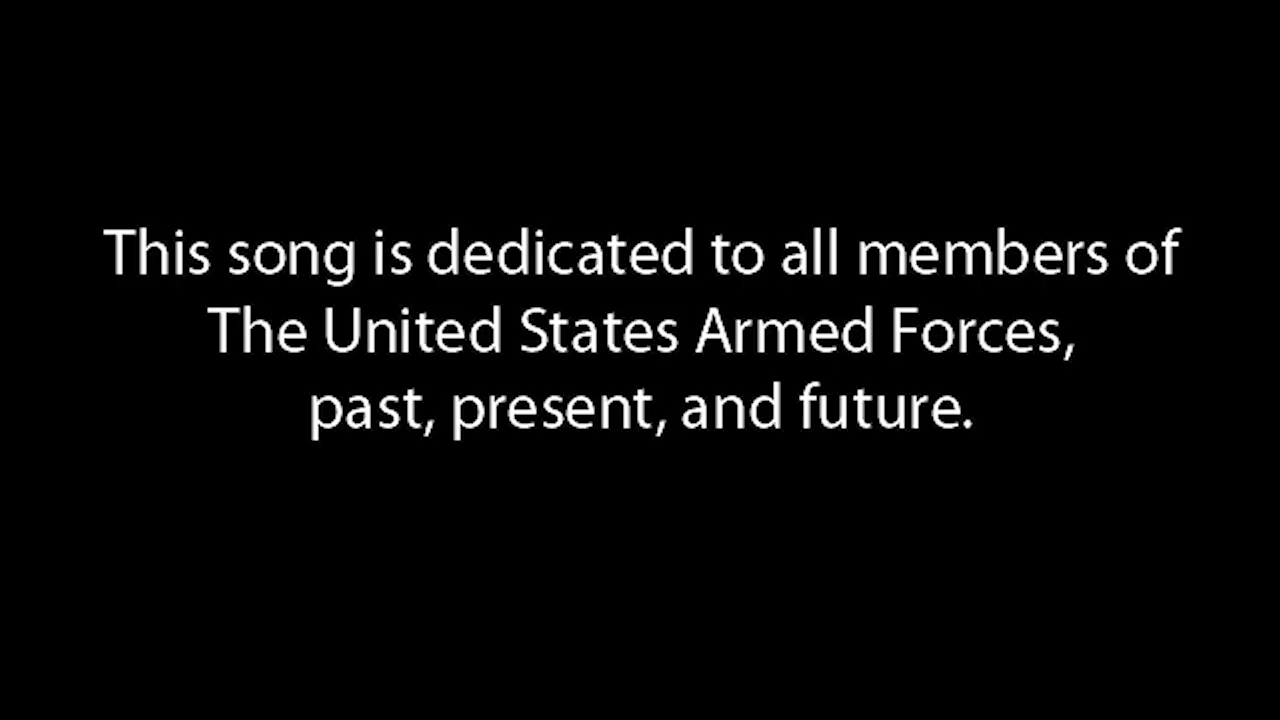 This song is dedicated to all members of
The United States Armed Forces,
past, present, and future.